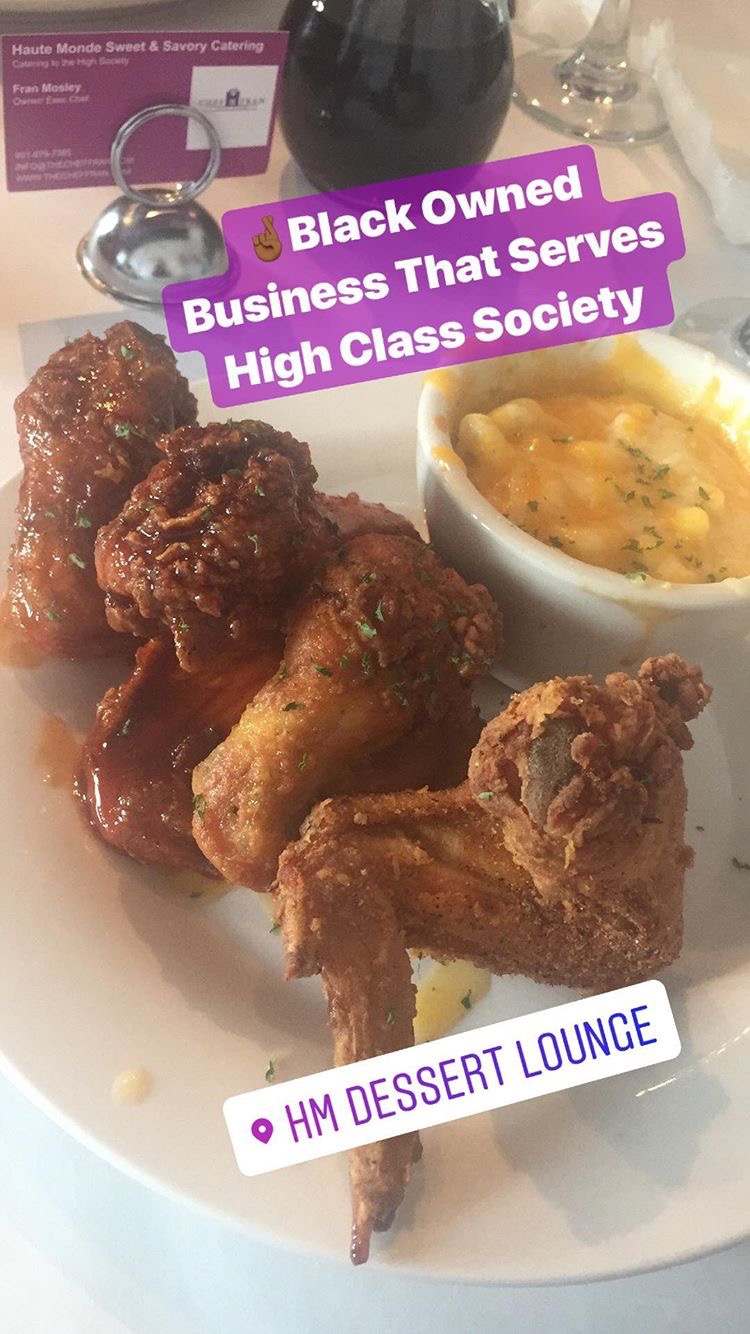 Haute Monde Sweet & Savory Catering
Catering to the High Society
Fran Mosley
Owner/ Exec Chef
🤞🏾Black Owned
Business That Serves
High Class Society
HM DESSERT LOUNGE